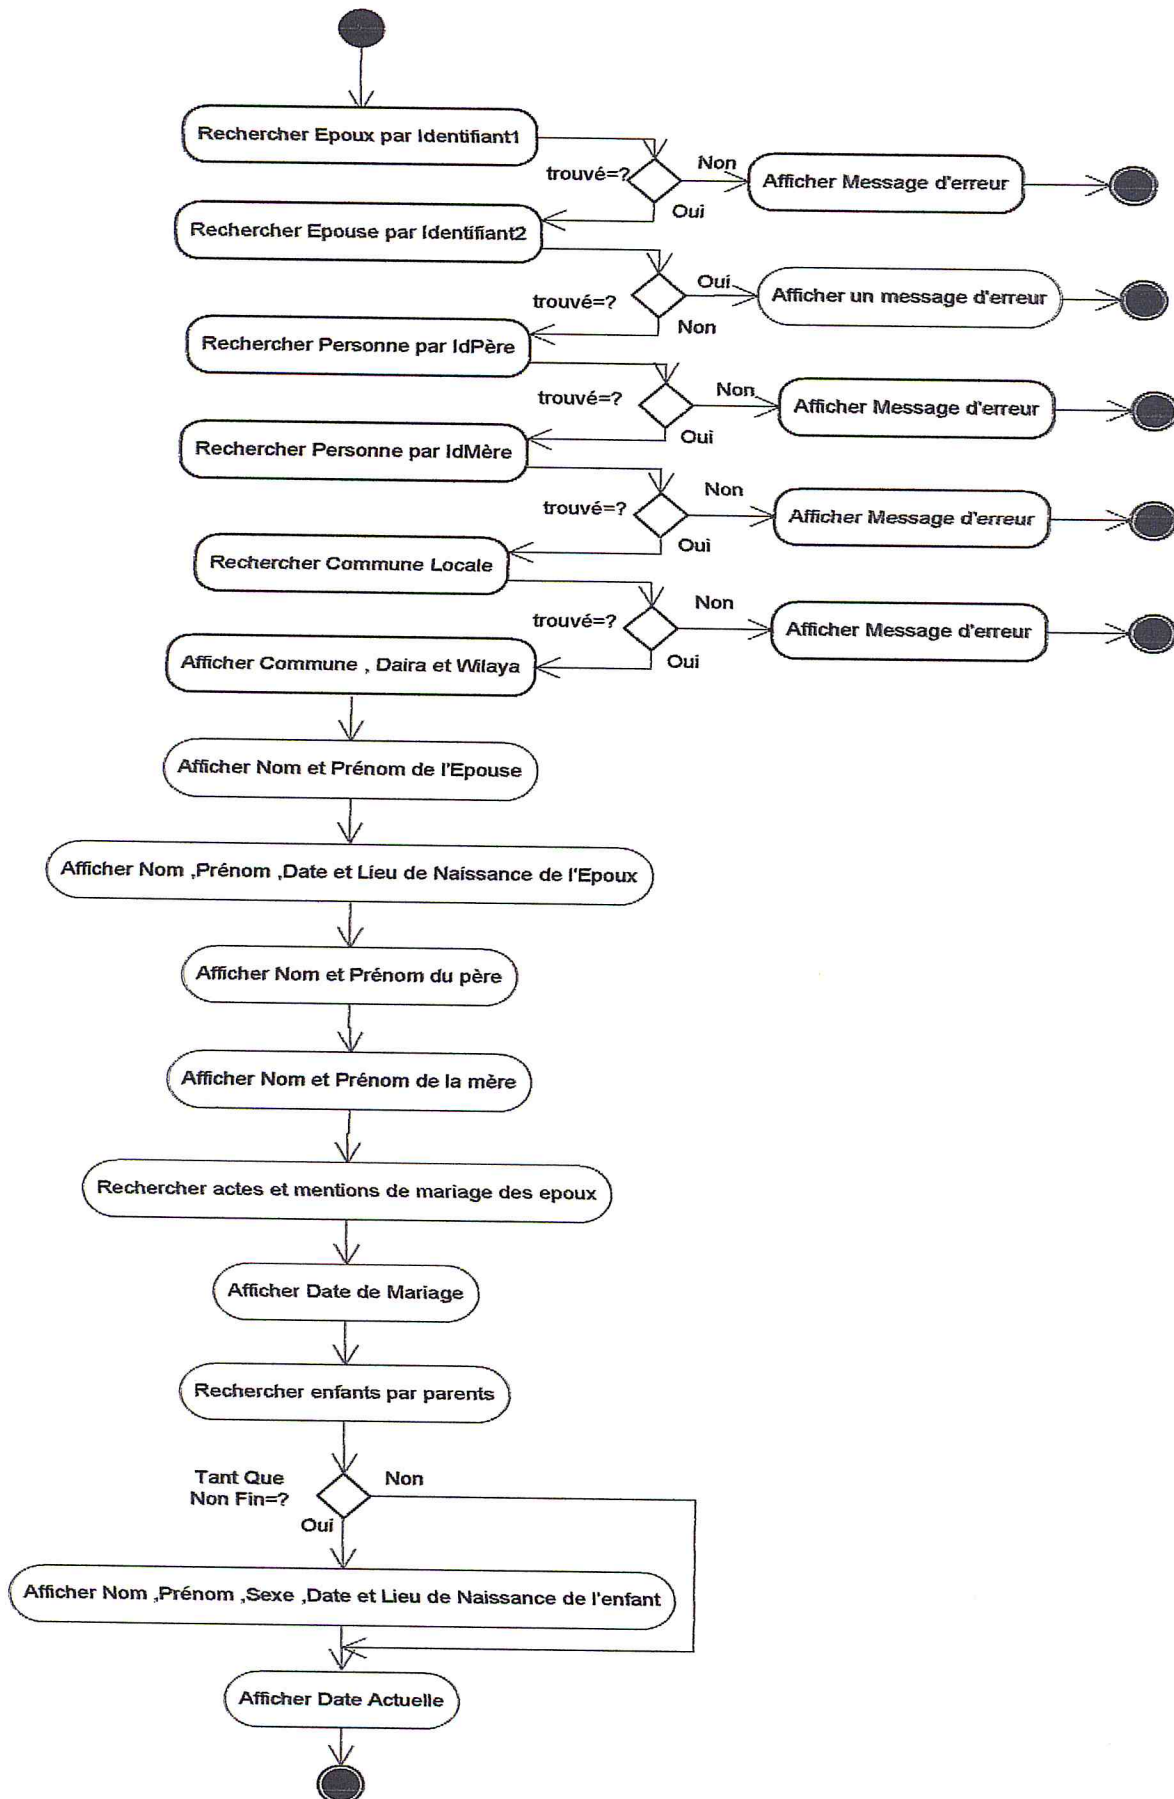 Rechercher Epoux par Identifiant1
trouvé=?
Non
Afficher Message d'erreur
Oui
Rechercher Epouse par Identifiant2
trouvé=?
Oui
Afficher un message d'erreur
Non
Rechercher Personne par IdPère
trouvé=?
Non
Afficher Message d'erreur
Oui
Rechercher Personne par IdMère
trouvé=?
Non
Afficher Message d'erreur
Oui
Rechercher Commune Locale
trouvé=?
Non
Afficher Message d'erreur
Oui
Afficher Commune , Daira et Wilaya
Afficher Nom et Prénom de l'Epouse
Afficher Nom ,Prénom ,Date et Lieu de Naissance de l'Epoux
Afficher Nom et Prénom du père
Afficher Nom et Prénom de la mère
Rechercher actes et mentions de mariage des epoux
Afficher Date de Mariage
Rechercher enfants par parents
Tant Que
Non Fin=?
Non
Oui
Afficher Nom ,Prénom ,Sexe ,Date et Lieu de Naissance de l'enfant
Afficher Date Actuelle